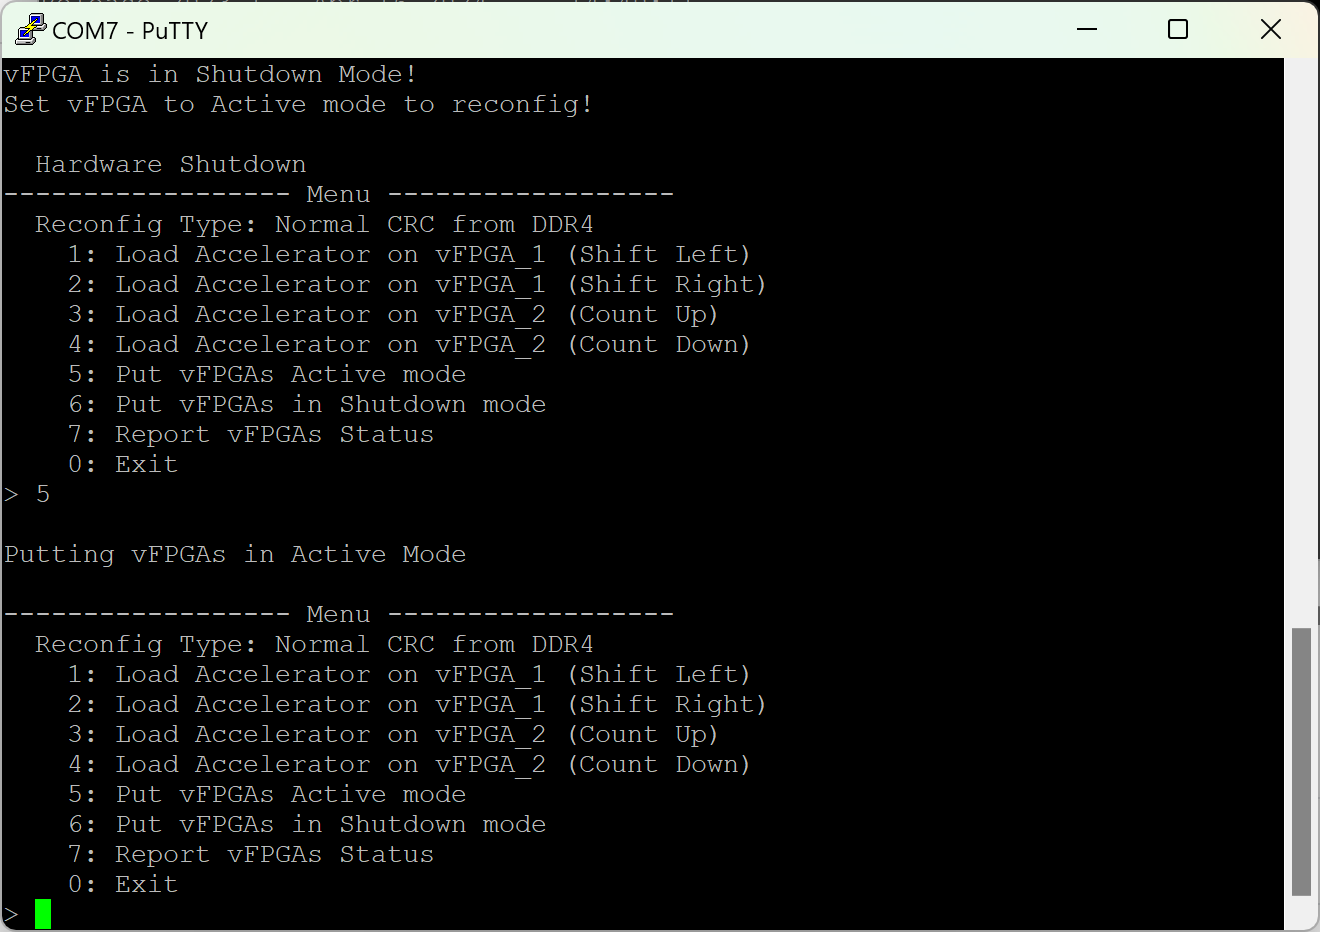 COM7 - PuTTY
vFPGA is in Shutdown Mode!
Set vFPGA to Active mode to reconfig!
  Hardware Shutdown
------------------ Menu ------------------
  Reconfig Type: Normal CRC from DDR4
    1: Load Accelerator on vFPGA_1 (Shift Left)
    2: Load Accelerator on vFPGA_1 (Shift Right)
    3: Load Accelerator on vFPGA_2 (Count Up)
    4: Load Accelerator on vFPGA_2 (Count Down)
    5: Put vFPGAs Active mode
    6: Put vFPGAs in Shutdown mode
    7: Report vFPGAs Status
    0: Exit
> 5
Putting vFPGAs in Active Mode
------------------ Menu ------------------
  Reconfig Type: Normal CRC from DDR4
    1: Load Accelerator on vFPGA_1 (Shift Left)
    2: Load Accelerator on vFPGA_1 (Shift Right)
    3: Load Accelerator on vFPGA_2 (Count Up)
    4: Load Accelerator on vFPGA_2 (Count Down)
    5: Put vFPGAs Active mode
    6: Put vFPGAs in Shutdown mode
    7: Report vFPGAs Status
    0: Exit
>